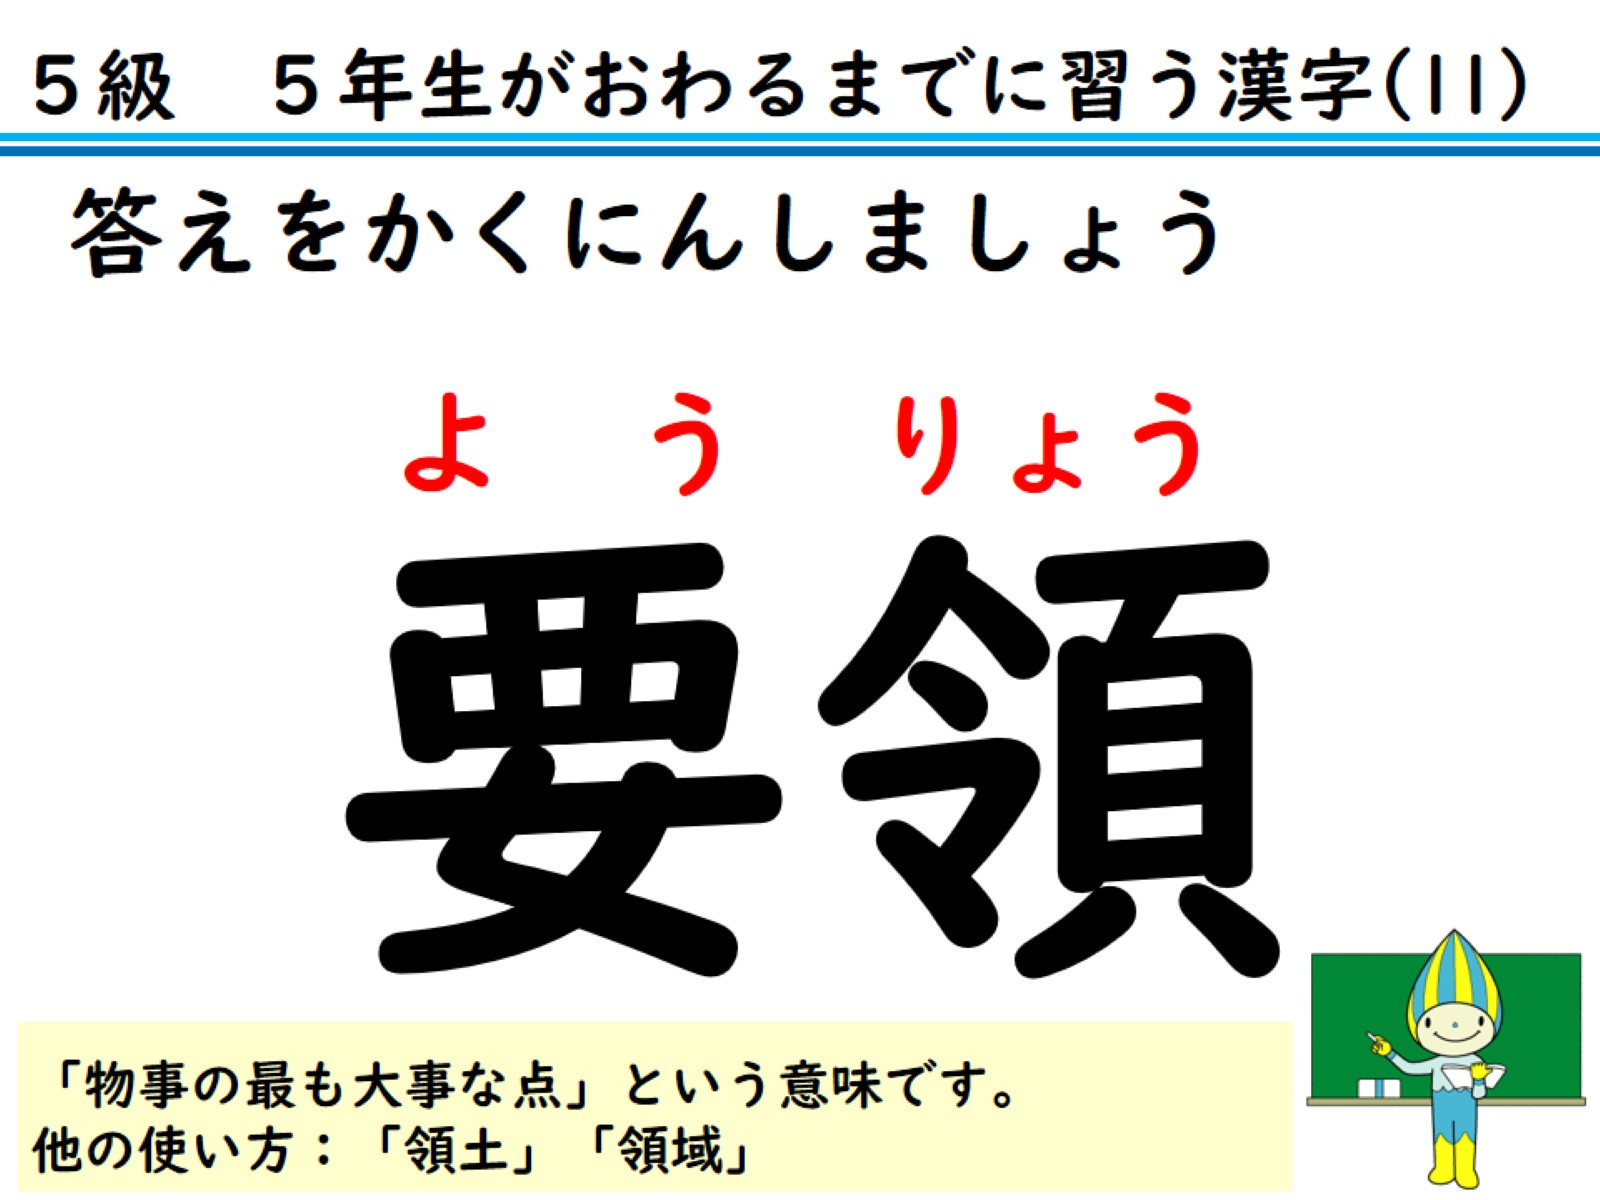 ５級　５年生がおわるまでに習う漢字(11)
答えをかくにんしましょう
よう　りょう
要領
「物事の最も大事な点」という意味です。
他の使い方：「領土」「領域」